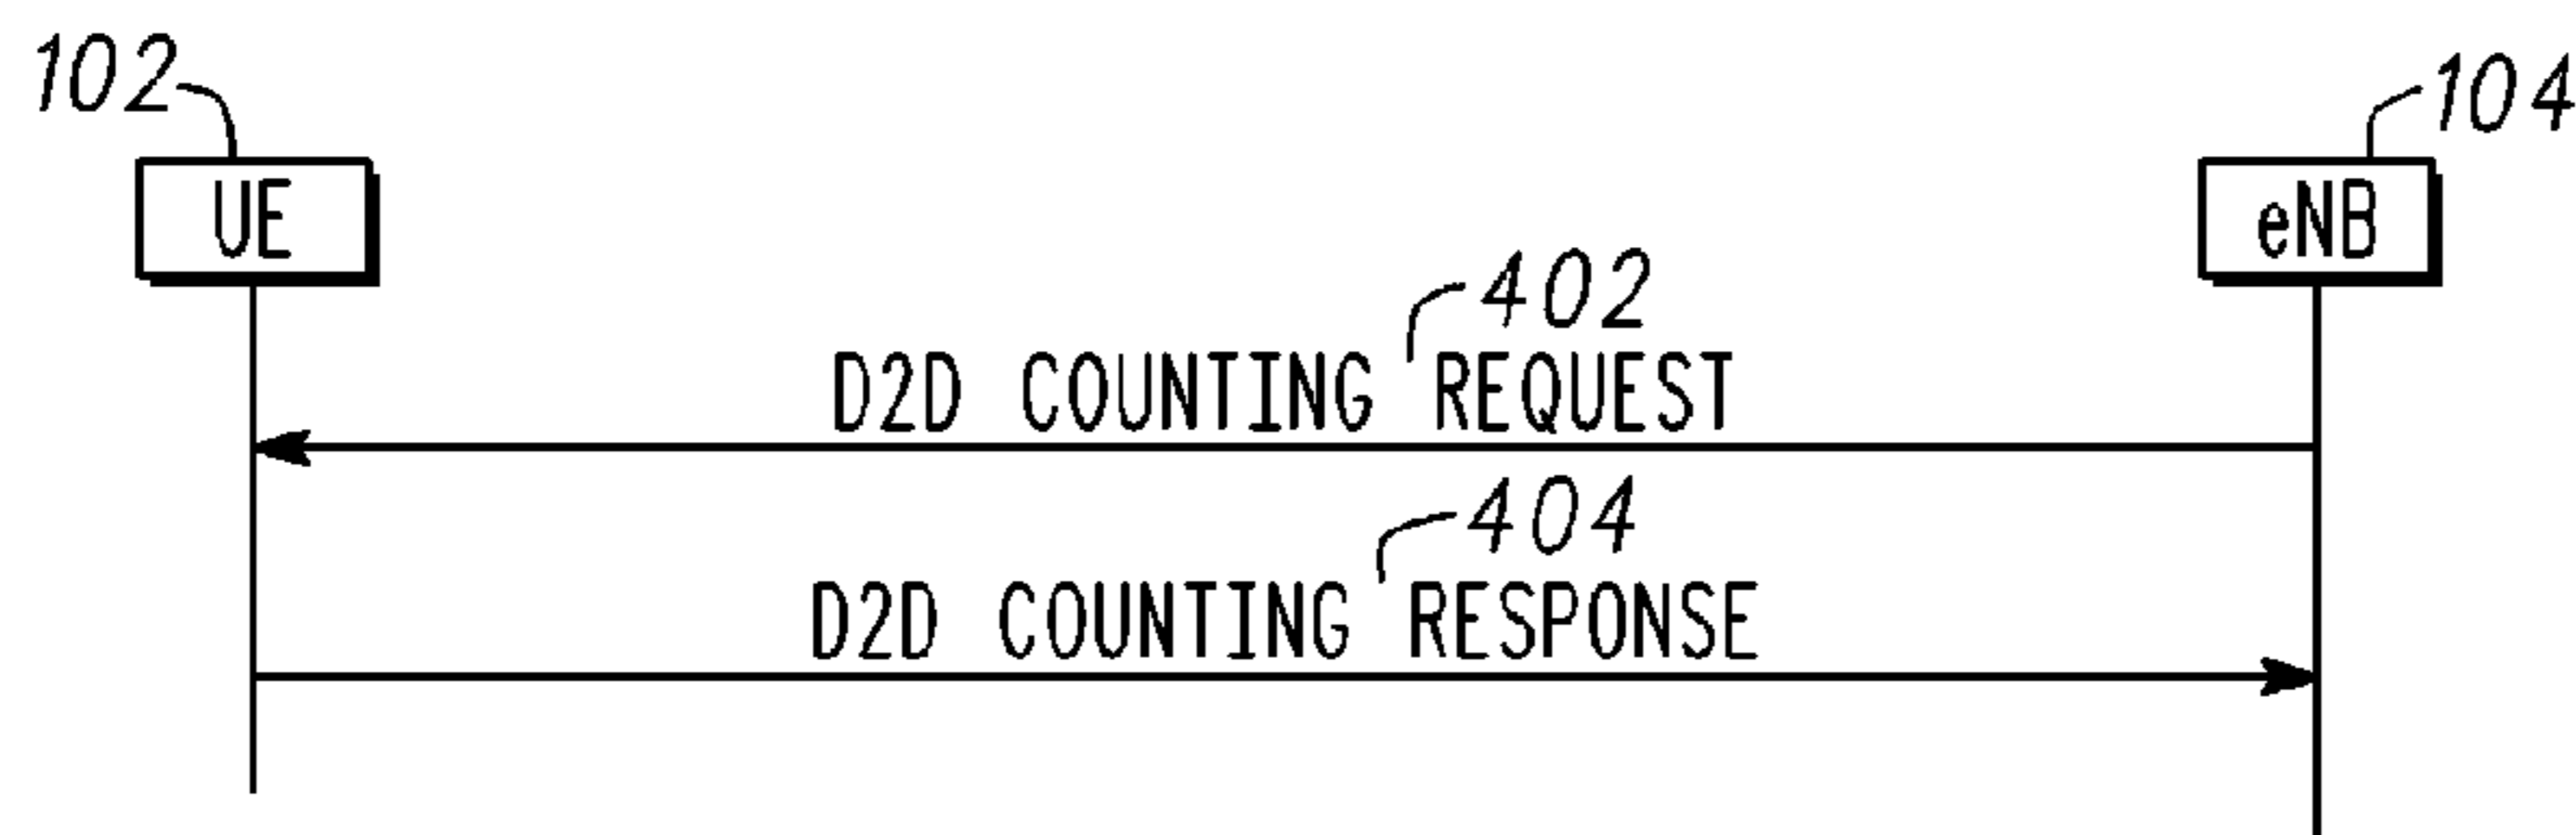 102
104
UE
eNB
402
D2D COUNTING REQUEST
404
D2D COUNTING RESPONSE